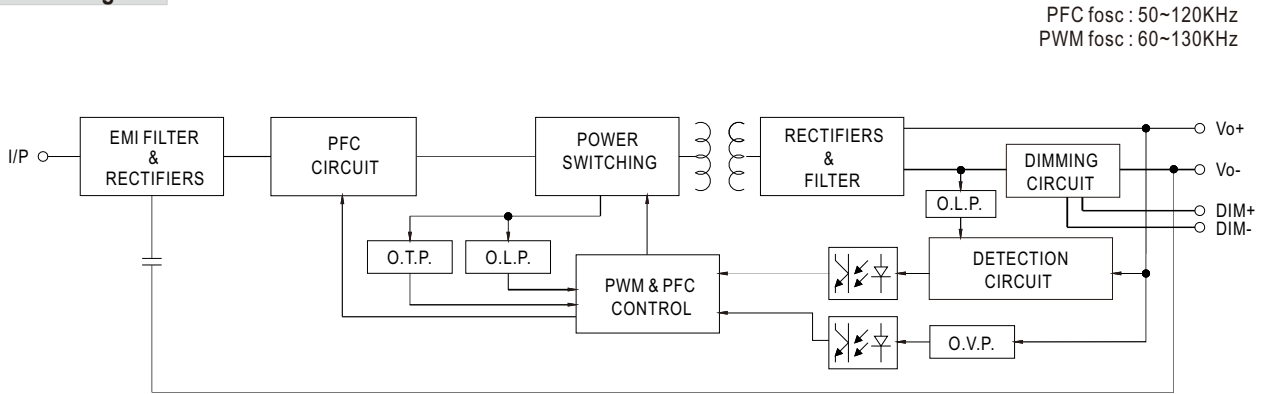 PFC fosc : 50~120KHz
PWM fosc : 60~130KHz
I/P
EMI FILTER
&
RECTIFIERS
PFC
CIRCUIT
POWER
SWITCHING
RECTIFIERS
&
FILTER
DIMMING
CIRCUIT
Vo+
Vo-
DIM+
DIM-
O.L.P.
O.T.P.
O.L.P.
PWM & PFC
CONTROL
DETECTION
CIRCUIT
O.V.P.